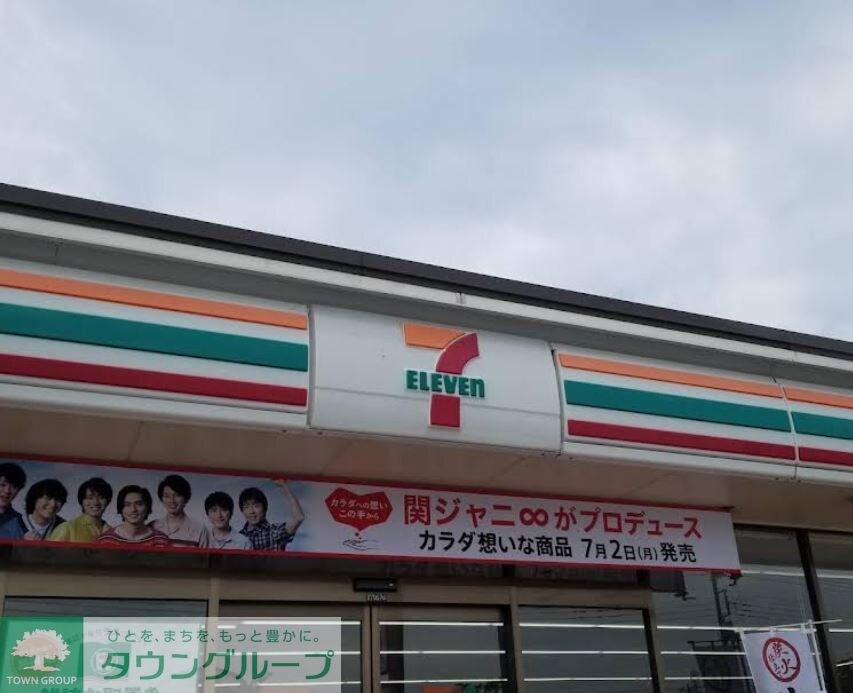 7
ELEVEn
カラダへの想い
この手から
関ジャニ∞がプロデュース
カラダ想いな商品 7月2日(月)発売
炭火
TOWN GROUP
ひとを、まちを、もっと豊かに。
タウングループ